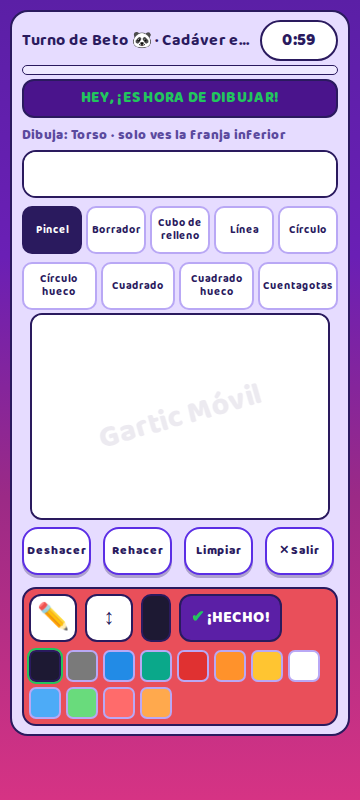 Turno de Beto 🐼 · Cadáver e...
0:59
HEY, ¡ES HORA DE DIBUJAR!
Dibuja: Torso · solo ves la franja inferior
Pincel
Borrador
Cubo de relleno
Línea
Círculo
Círculo hueco
Cuadrado
Cuadrado hueco
Cuentagotas
Gartic Móvil
Deshacer
Rehacer
Limpiar
✕ Salir
✏️
↕
✔ ¡HECHO!